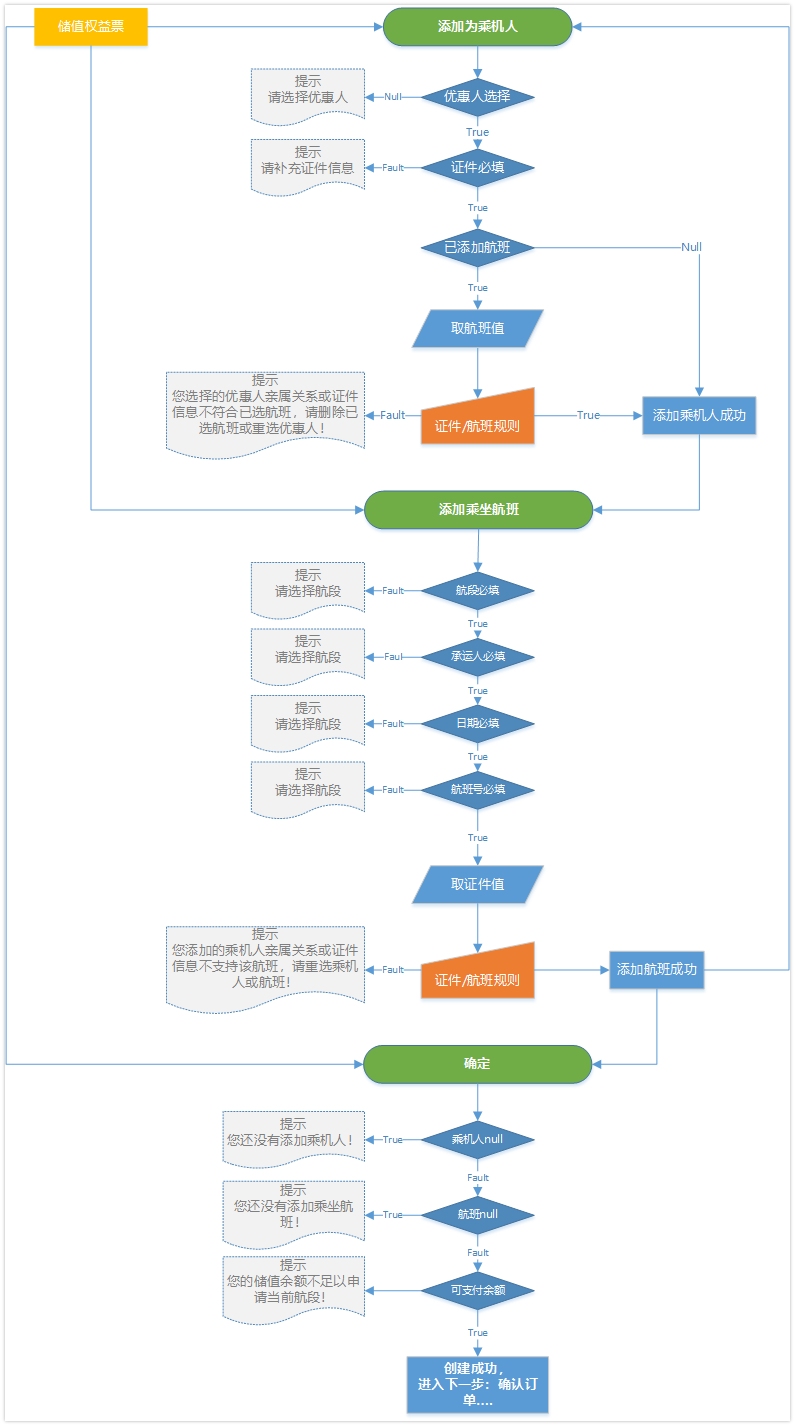 储值权益票
添加为乘机人
提示
请选择优惠人
Null
优惠人选择
True
提示
请补充证件信息
Fault
证件必填
True
已添加航班
Null
True
取航班值
提示
您选择的优惠人亲属关系或证件
信息不符合已选航班，请删除已
选航班或重选优惠人！
Fault
证件/航班规则
True
添加乘机人成功
添加乘坐航班
提示
请选择航段
Fault
航段必填
True
提示
请选择航段
Faul
承运人必填
True
提示
请选择航段
Fault
日期必填
True
提示
请选择航段
Fault
航班号必填
True
取证件值
提示
您添加的乘机人亲属关系或证件
信息不支持该航班，请重选乘机
人或航班！
Fault
证件/航班规则
添加航班成功
确定
提示
您还没有添加乘机人！
True
乘机人null
Fault
提示
您还没有添加乘坐航
班！
True
航班null
Fault
提示
您的储值余额不足以申
请当前航段！
可支付余额
True
创建成功，
进入下一步：确认订
单....